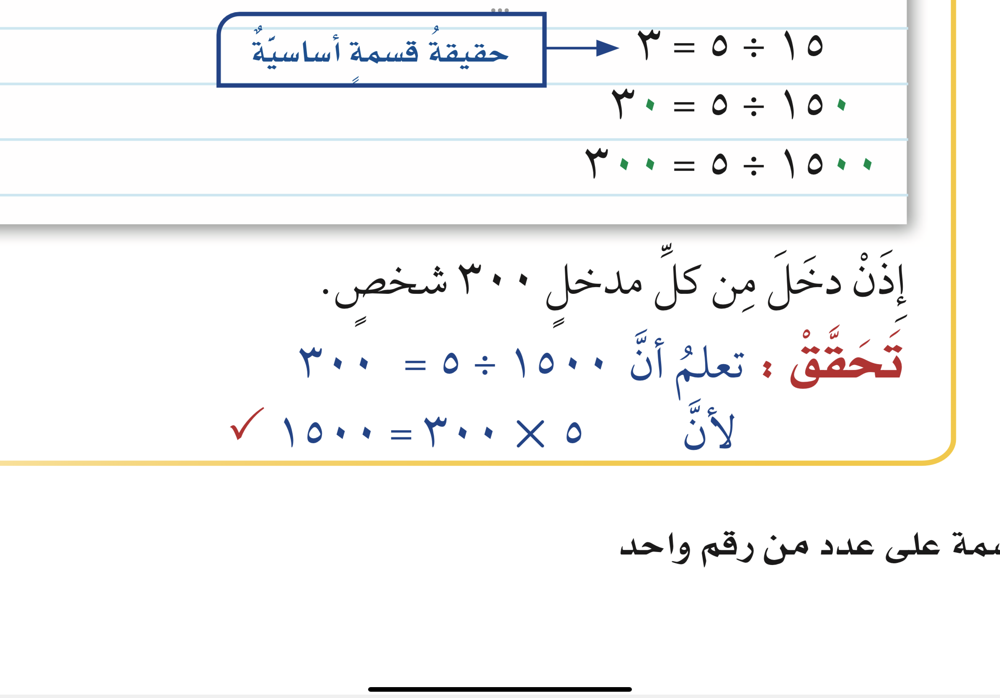 ١٥ ÷ ٥ = ٣
حقيقةُ قسمةٍ أساسيّةٌ
١٥٠ ÷ ٥ = ٣٠
١٥٠٠ ÷ ٥ = ٣٠٠
إِذَنْ دخَلَ مِن كلَِّ مدخلٍ ٣٠٠ شخصٍ.
تَحَقَّقْ: تعلمُ أنَّ ١٥٠٠ ÷ ٥ = ٣٠٠
لأنَّ ٥ × ٣٠٠ = ١٥٠٠ ✓
على عدد من رقم واحد